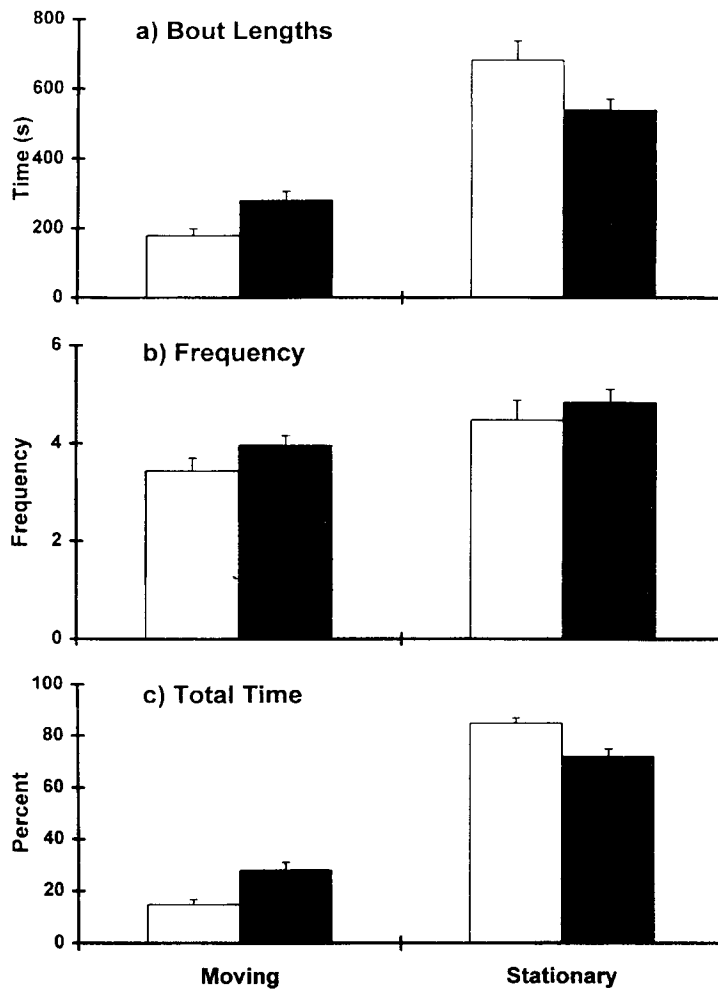 a) Bout Lengths
Time (s)
800
600
400
200
0
b) Frequency
Frequency
6
4
2
0
c) Total Time
Percent
100
80
60
40
20
0
Moving Stationary